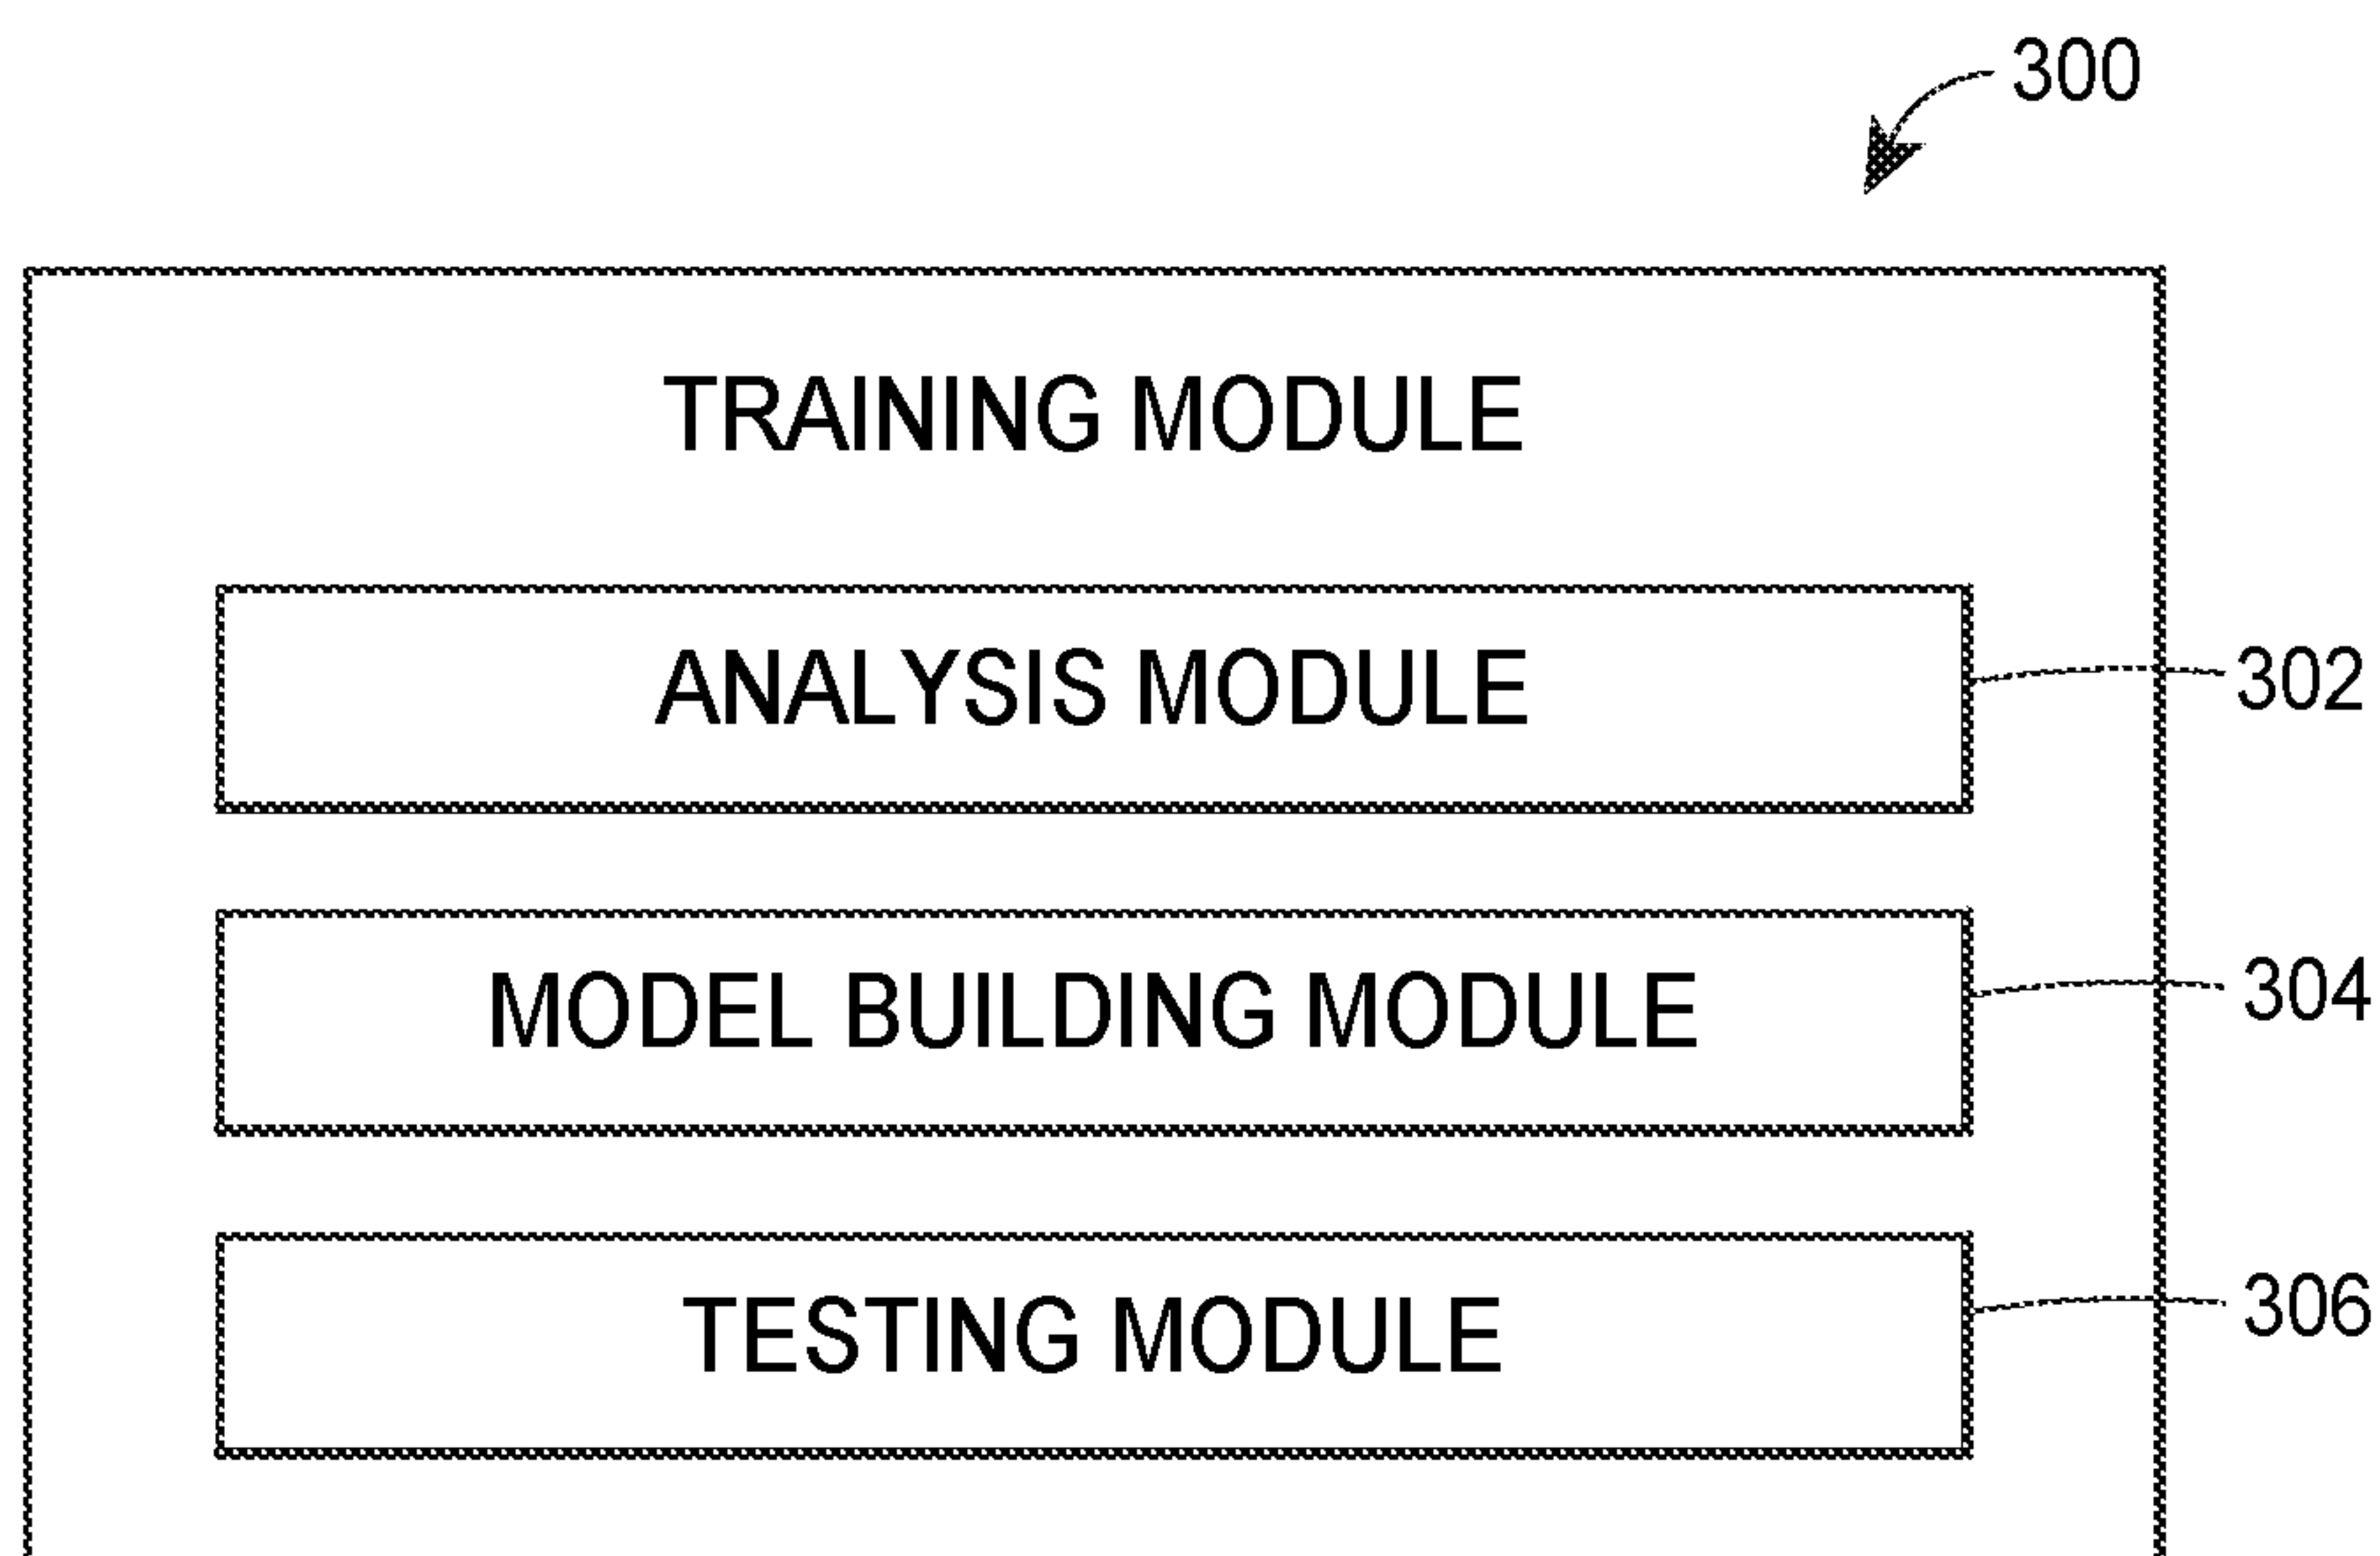 300
TRAINING MODULE
ANALYSIS MODULE
302
MODEL BUILDING MODULE
304
TESTING MODULE
306